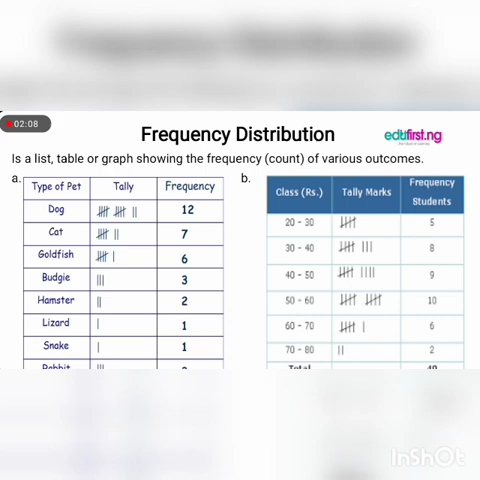 02:08
Frequency Distribution
edufirst.ng
Is a list, table or graph showing the frequency (count) of various outcomes.
a.
Type of Pet Tally Frequency
Dog 12
Cat 7
Goldfish 6
Budgie 3
Hamster 2
Lizard 1
Snake 1
Rabbit
b.
Class (Rs.) Tally Marks Frequency Students
20 - 30 5
30 - 40 8
40 - 50 9
50 - 60 10
60 - 70 6
70 - 80 2
Total 40
InShOt